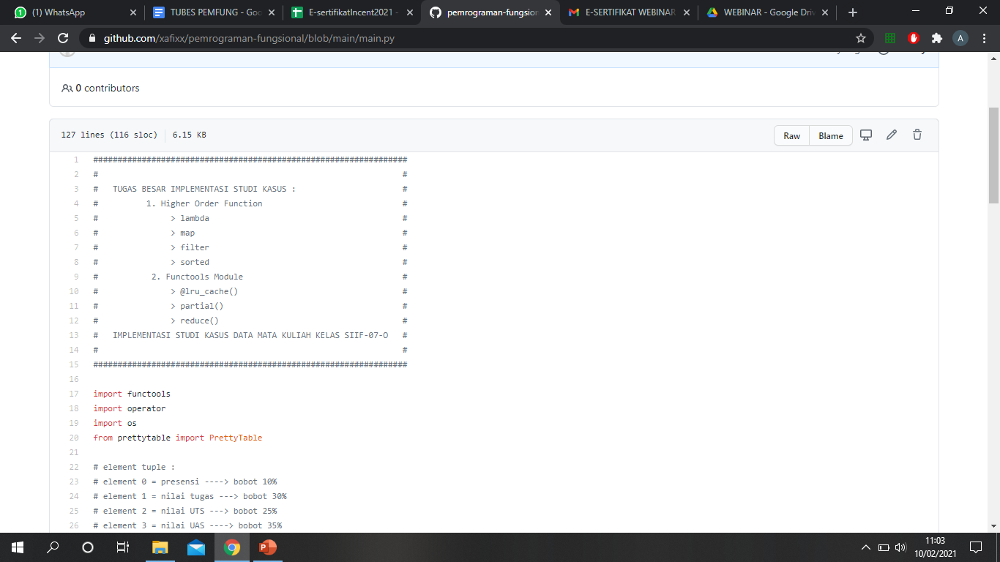 (1) WhatsApp
TUBES PEMFUNG - Goo
E-sertifikatIncent2021 -
pemrograman-fungsion
E-SERTIFIKAT WEBINAR
WEBINAR - Google Driv
github.com/xafixx/pemrograman-fungsional/blob/main/main.py
A
0 contributors
127 lines (116 sloc) 6.15 KB
Raw Blame
1 #################################################################
2 # #
3 # TUGAS BESAR IMPLEMENTASI STUDI KASUS : #
4 # 1. Higher Order Function #
5 # > lambda #
6 # > map #
7 # > filter #
8 # > sorted #
9 # 2. Functools Module #
10 # > @lru_cache() #
11 # > partial() #
12 # > reduce() #
13 # IMPLEMENTASI STUDI KASUS DATA MATA KULIAH KELAS SIIF-07-O #
14 # #
15 #################################################################
16
17 import functools
18 import operator
19 import os
20 from prettytable import PrettyTable
21
22 # element tuple :
23 # element 0 = presensi ----> bobot 10%
24 # element 1 = nilai tugas ---> bobot 30%
25 # element 2 = nilai UTS ---> bobot 25%
26 # element 3 = nilai UAS ----> bobot 35%
11:03
10/02/2021